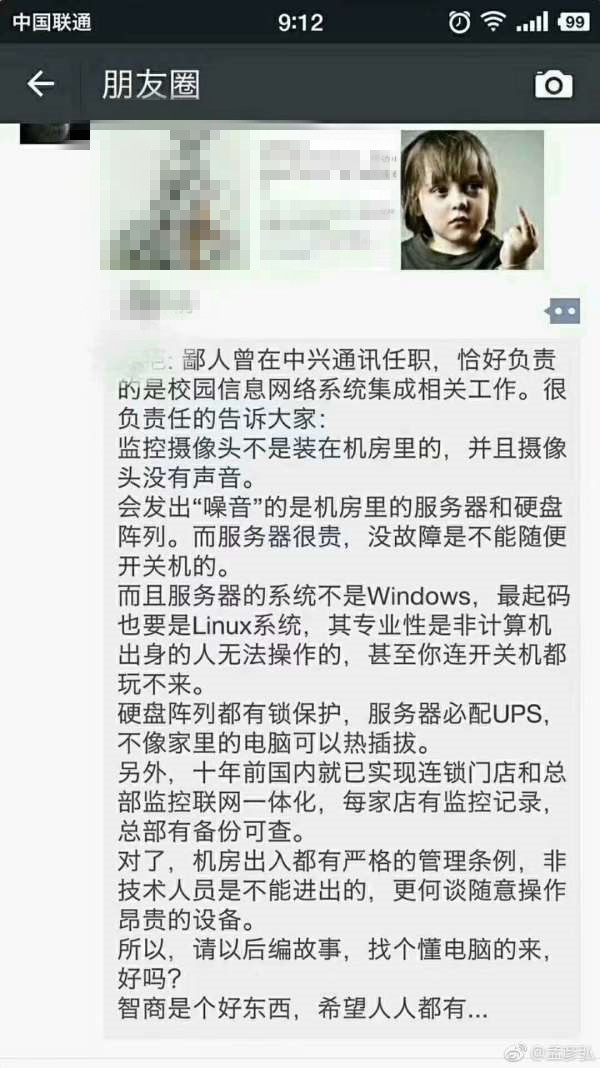 中国联通
9:12
99
朋友圈
: 鄙人曾在中兴通讯任职，恰好负责
的是校园信息网络系统集成相关工作。很
负责任的告诉大家：
监控摄像头不是装在机房里的，并且摄像
头没有声音。
会发出“噪音”的是机房里的服务器和硬盘
阵列。而服务器很贵，没故障是不能随便
开关机的。
而且服务器的系统不是Windows，最起码
也要是Linux系统，其专业性是非计算机
出身的人无法操作的，甚至你连开关机都
玩不来。
硬盘阵列都有锁保护，服务器必配UPS，
不像家里的电脑可以热插拔。
另外，十年前国内就已实现连锁门店和总
部监控联网一体化，每家店有监控记录，
总部有备份可查。
对了，机房出入都有严格的管理条例，非
技术人员是不能进出的，更何谈随意操作
昂贵的设备。
所以，请以后编故事，找个懂电脑的来，
好吗？
智商是个好东西，希望人人都有...
@孟彦弘